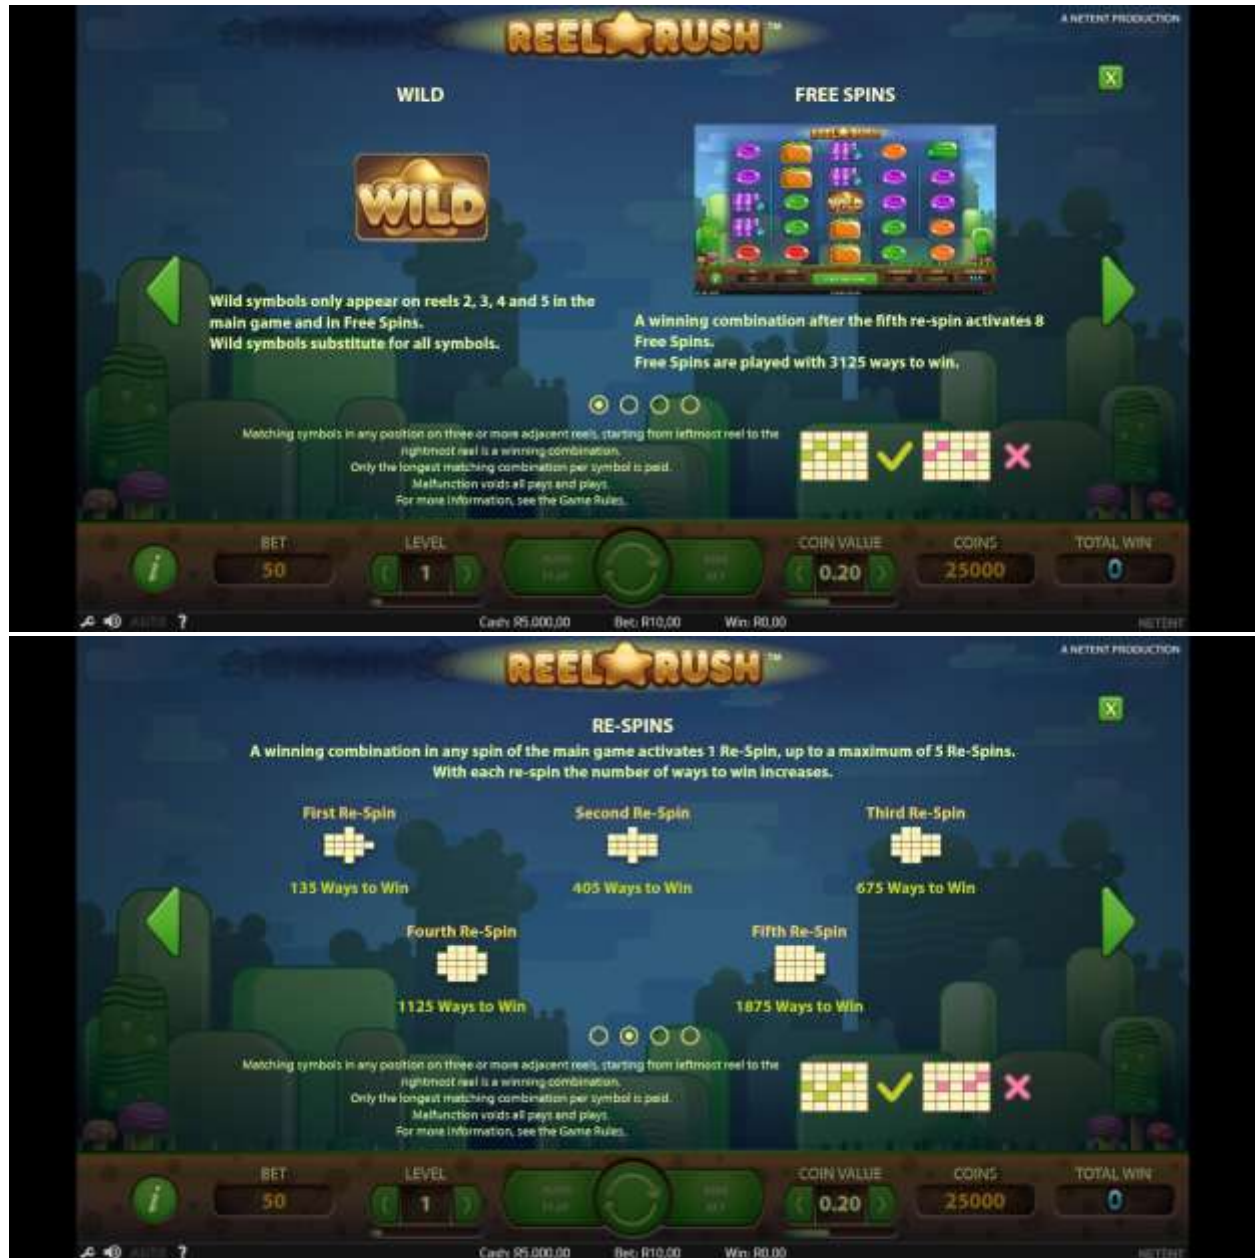 REEL RUSH™
A NETENT PRODUCTION
X
WILD
FREE SPINS
WILD
REEL RUSH
WILD
Wild symbols only appear on reels 2, 3, 4 and 5 in the
main game and in Free Spins.
Wild symbols substitute for all symbols.
A winning combination after the fifth re-spin activates 8
Free Spins.
Free Spins are played with 3125 ways to win.
Matching symbols in any position on three or more adjacent reels, starting from leftmost reel to the
rightmost reel is a winning combination.
Only the longest matching combination per symbol is paid.
Malfunction voids all pays and plays.
For more information, see the Game Rules.
i
BET
50
LEVEL
1
COIN VALUE
0.20
COINS
25000
TOTAL WIN
0
AUTO
?
Cash: R5.000,00 Bet: R10,00 Win: R0,00
NETENT
REEL RUSH™
A NETENT PRODUCTION
X
RE-SPINS
A winning combination in any spin of the main game activates 1 Re-Spin, up to a maximum of 5 Re-Spins.
With each re-spin the number of ways to win increases.
First Re-Spin
Second Re-Spin
Third Re-Spin
135 Ways to Win
405 Ways to Win
675 Ways to Win
Fourth Re-Spin
Fifth Re-Spin
1125 Ways to Win
1875 Ways to Win
Matching symbols in any position on three or more adjacent reels, starting from leftmost reel to the
rightmost reel is a winning combination.
Only the longest matching combination per symbol is paid.
Malfunction voids all pays and plays.
For more information, see the Game Rules.
i
BET
50
LEVEL
1
COIN VALUE
0.20
COINS
25000
TOTAL WIN
0
?
Cash: R5.000,00 Bet: R10,00 Win: R0,00
NETENT